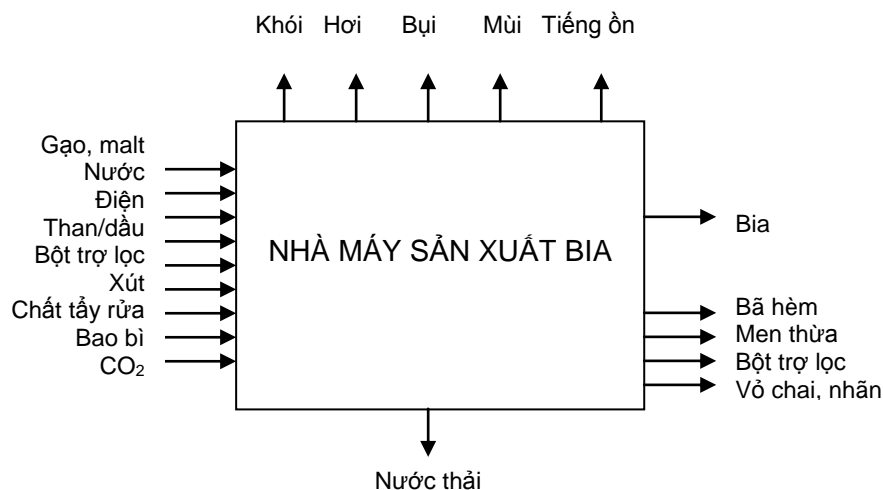 Khói Hơi Bụi Mùi Tiếng ồn
Gạo, malt
Nước
Điện
Than/dầu
Bột trợ lọc
Xút
Chất tẩy rửa
Bao bì
CO₂
NHÀ MÁY SẢN XUẤT BIA
Bia
Bã hèm
Men thừa
Bột trợ lọc
Vỏ chai, nhãn
Nước thải